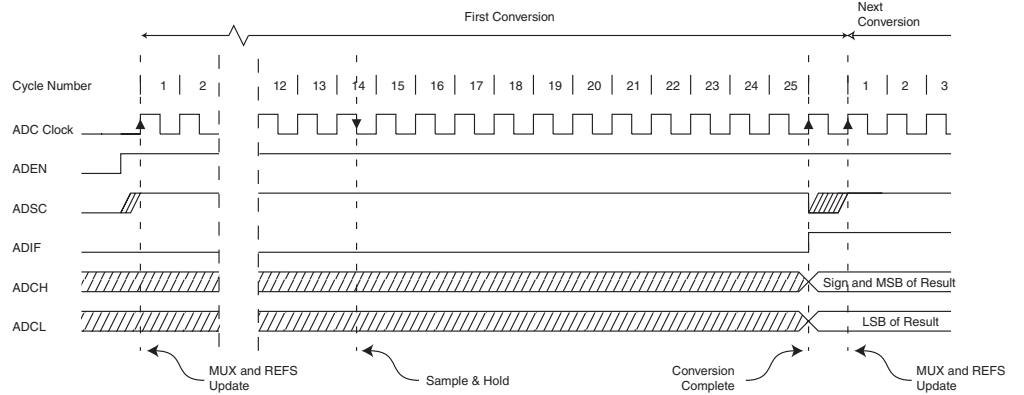 First Conversion
Next
Conversion
Cycle Number 1 2 12 13 14 15 16 17 18 19 20 21 22 23 24 25 1 2 3
ADC Clock
ADEN
ADSC
ADIF
ADCH Sign and MSB of Result
ADCL LSB of Result
MUX and REFS
Update
Sample & Hold
Conversion
Complete
MUX and REFS
Update